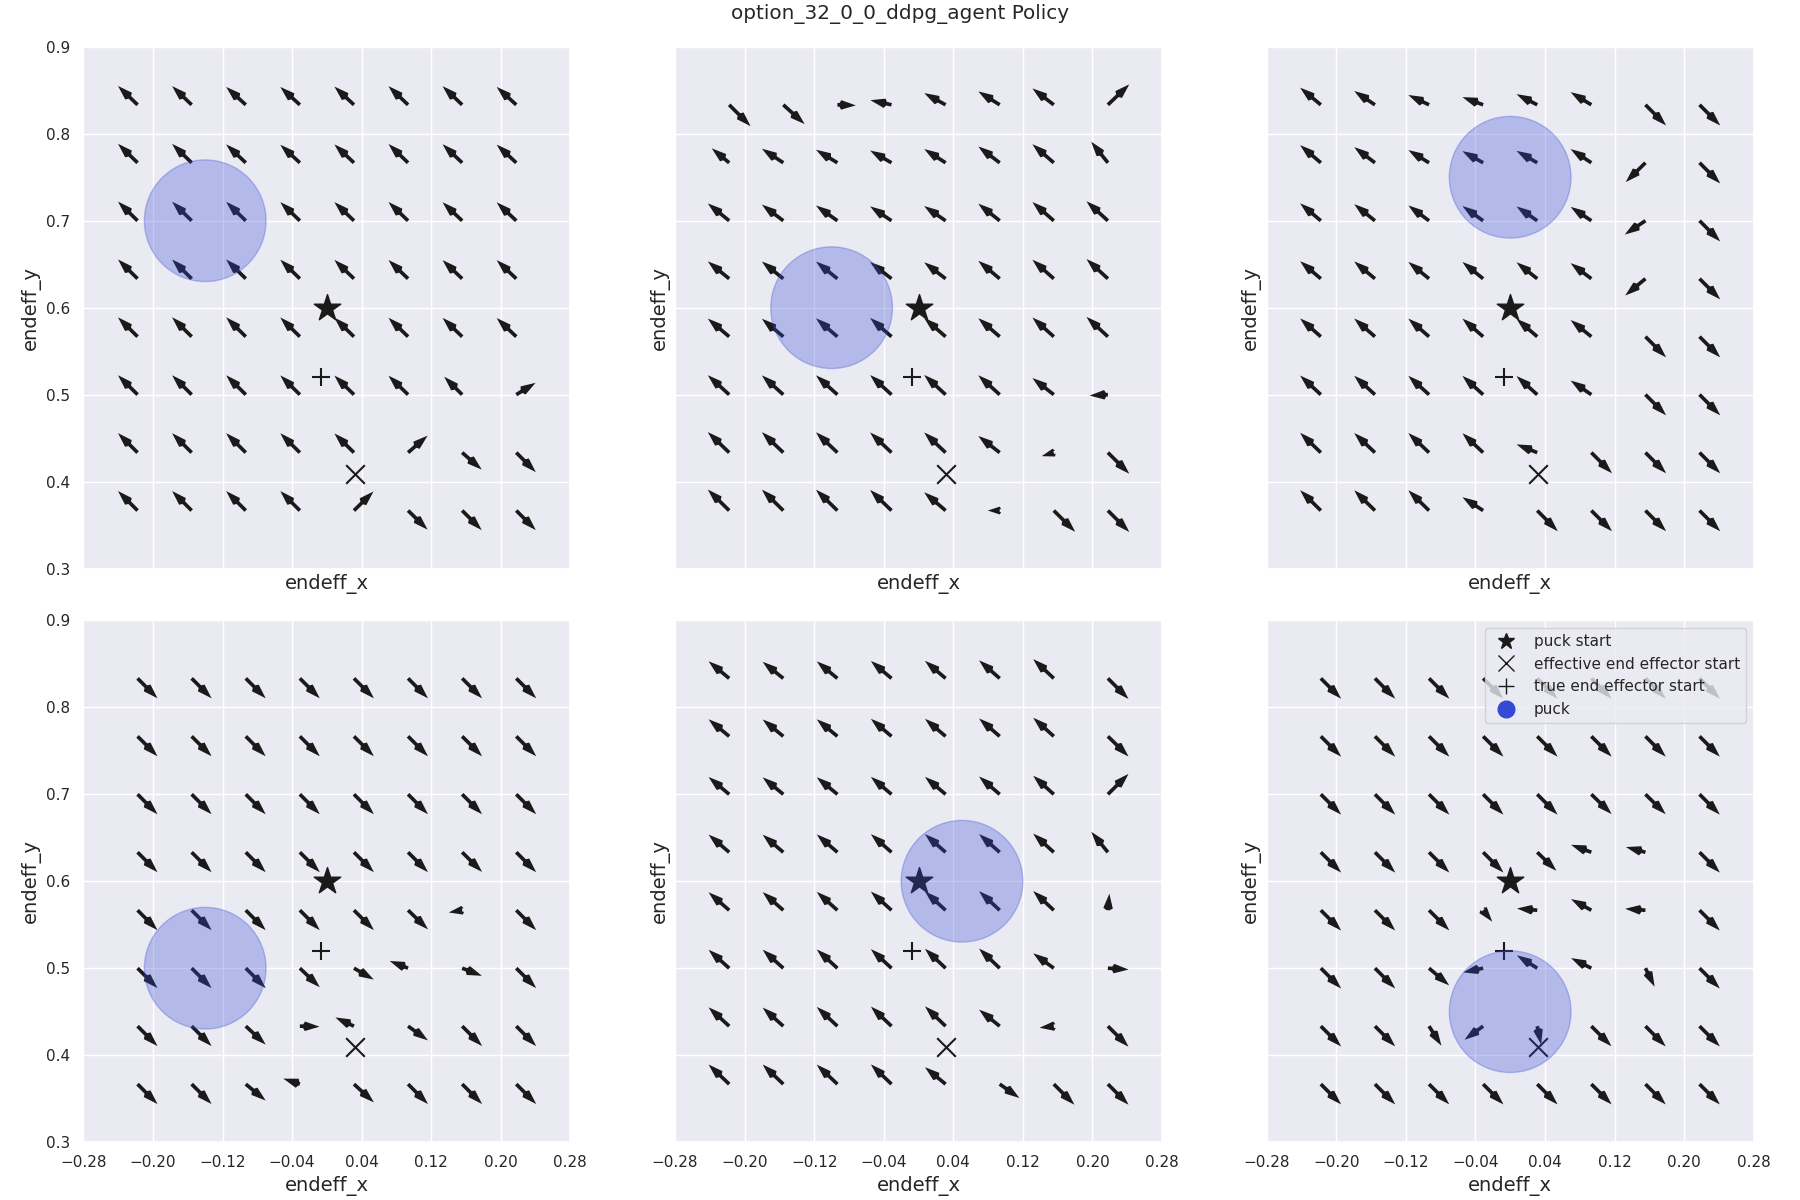 option_32_0_0_ddpg_agent Policy
0.9
0.8
0.7
0.6
0.5
0.4
0.3
endeff_y
endeff_x
endeff_y
endeff_x
endeff_y
endeff_x
0.9
0.8
0.7
0.6
0.5
0.4
0.3
endeff_y
−0.28 −0.20 −0.12 −0.04 0.04 0.12 0.20 0.28
endeff_x
endeff_y
−0.28 −0.20 −0.12 −0.04 0.04 0.12 0.20 0.28
endeff_x
puck start
effective end effector start
true end effector start
puck
endeff_y
−0.28 −0.20 −0.12 −0.04 0.04 0.12 0.20 0.28
endeff_x